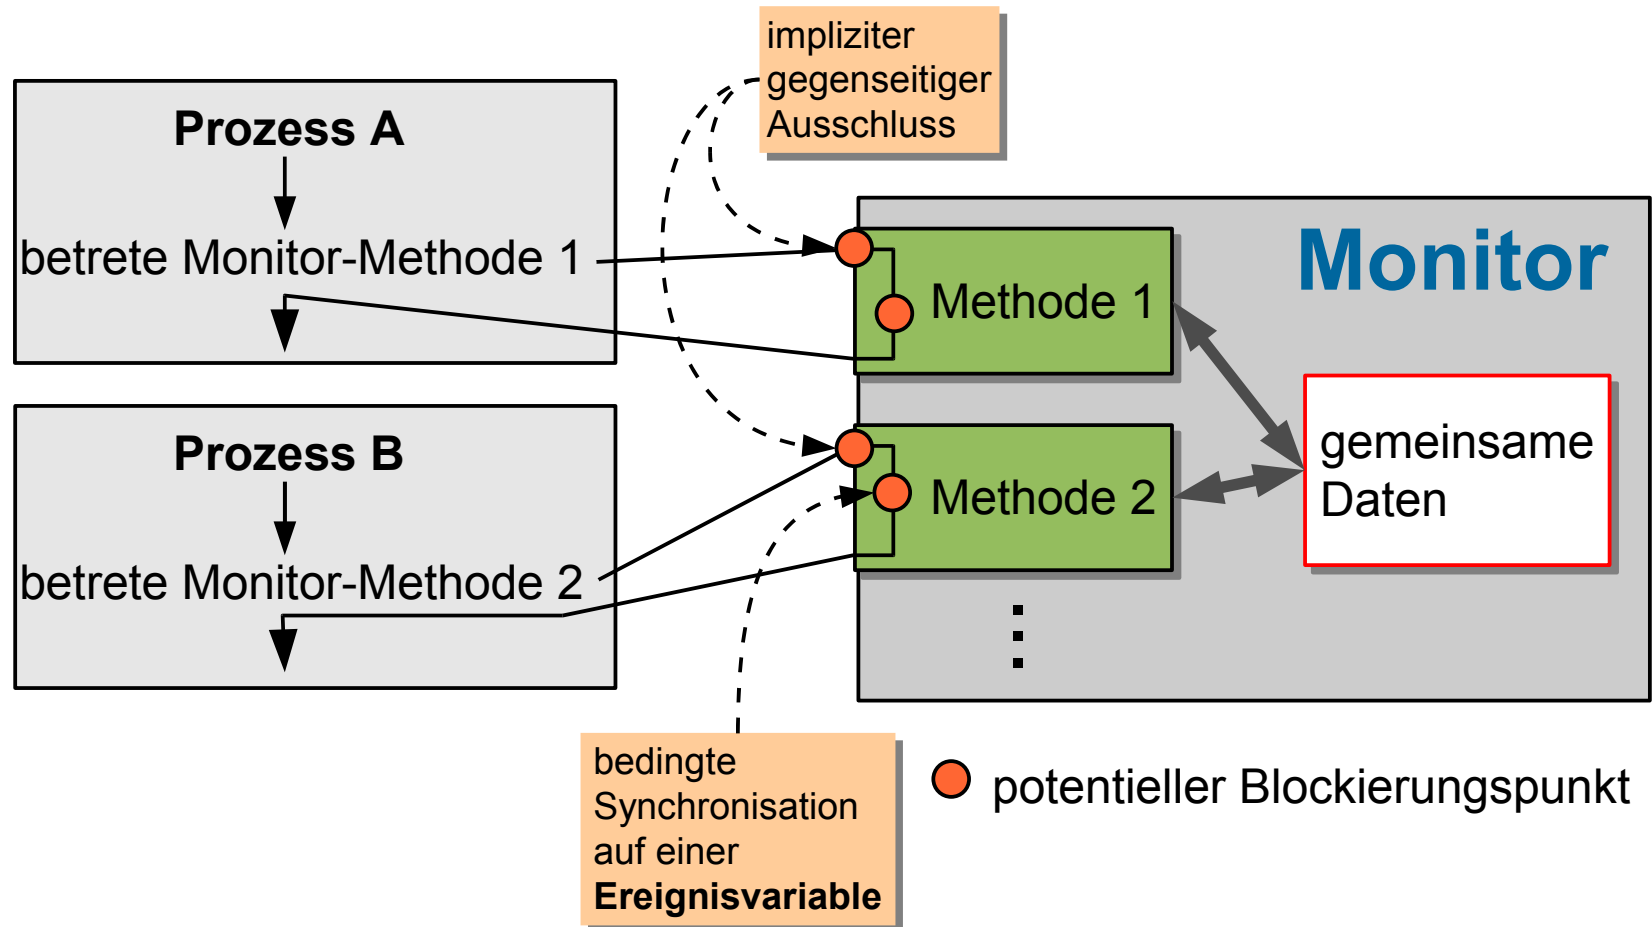 impliziter
gegenseitiger
Ausschluss
Prozess A
betrete Monitor-Methode 1
Monitor
Methode 1
Prozess B
betrete Monitor-Methode 2
Methode 2
gemeinsame
Daten
bedingte
Synchronisation
auf einer
Ereignisvariable
potentieller Blockierungspunkt